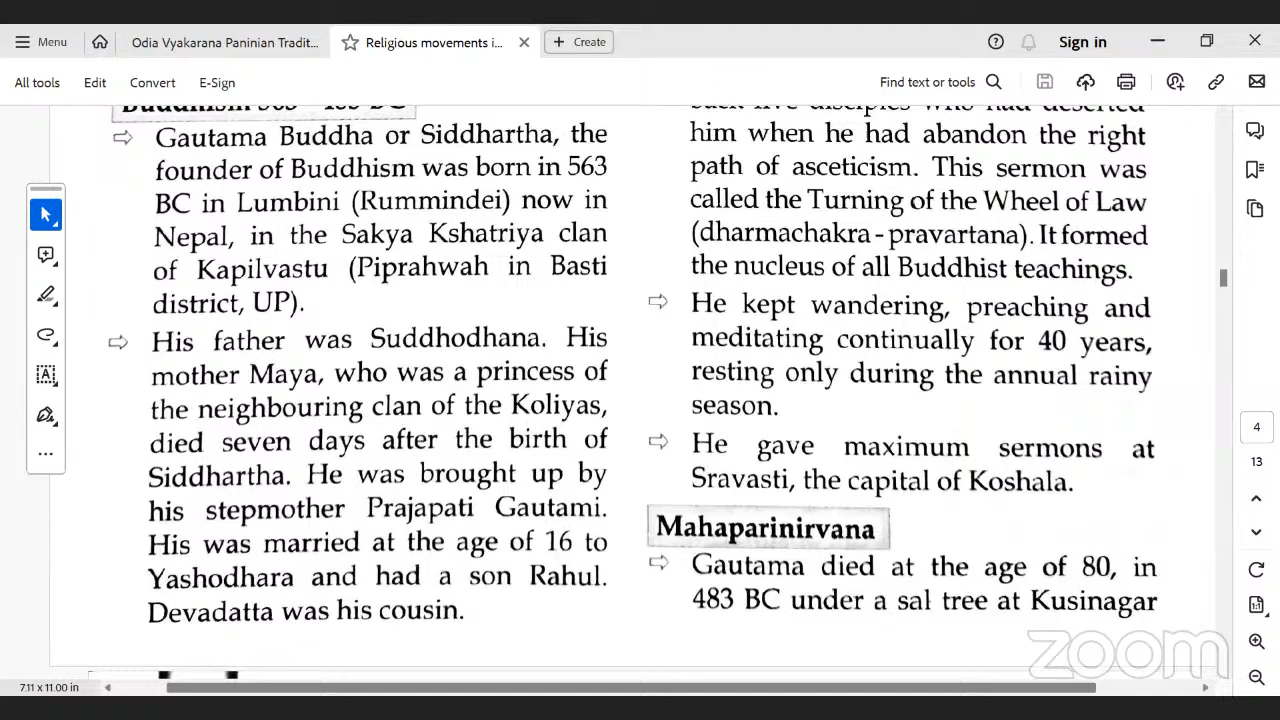 Menu
Odia Vyakarana Paninian Tradit...
Religious movements i...
Create
Sign in
All tools
Edit
Convert
E-Sign
Find text or tools
Buddhism 563 - 483 BC
Gautama Buddha or Siddhartha, the
founder of Buddhism was born in 563
BC in Lumbini (Rummindei) now in
Nepal, in the Sakya Kshatriya clan
of Kapilvastu (Piprahwah in Basti
district, UP).
His father was Suddhodhana. His
mother Maya, who was a princess of
the neighbouring clan of the Koliyas,
died seven days after the birth of
Siddhartha. He was brought up by
his stepmother Prajapati Gautami.
His was married at the age of 16 to
Yashodhara and had a son Rahul.
Devadatta was his cousin.
five disciples who had deserted
him when he had abandon the right
path of asceticism. This sermon was
called the Turning of the Wheel of Law
(dharmachakra - pravartana). It formed
the nucleus of all Buddhist teachings.
He kept wandering, preaching and
meditating continually for 40 years,
resting only during the annual rainy
season.
He gave maximum sermons at
Sravasti, the capital of Koshala.
Mahaparinirvana
Gautama died at the age of 80, in
483 BC under a sal tree at Kusinagar
4
13
7.11 x 11.00 in
zoom